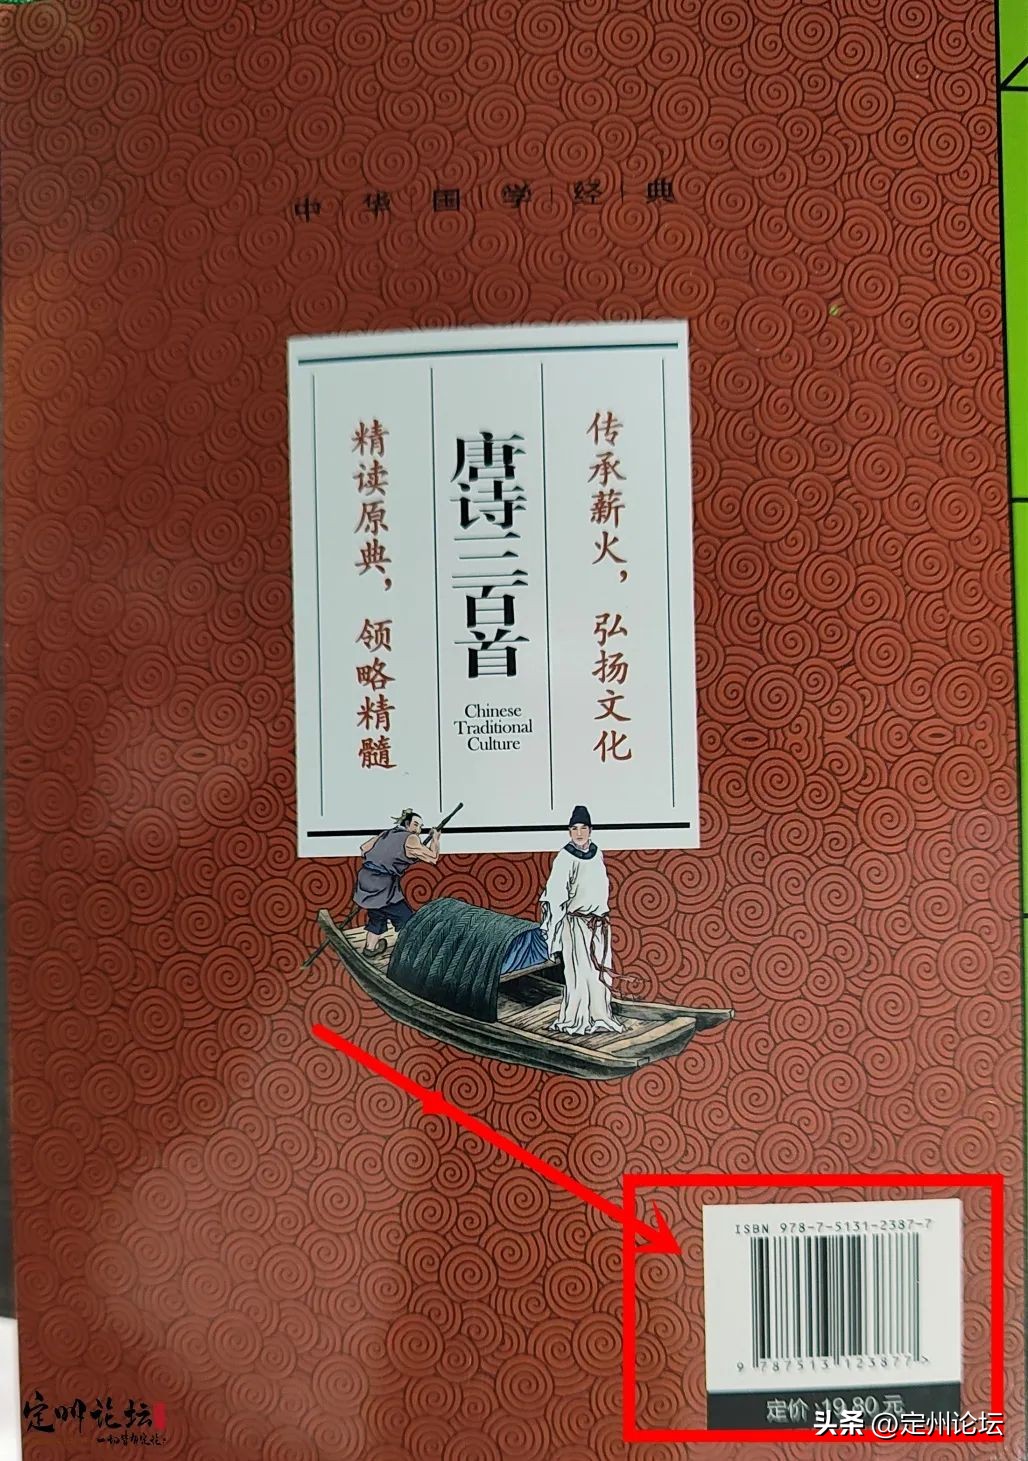 中华国学经典
传承薪火，弘扬文化
唐诗三百首
Chinese
Traditional
Culture
精读原典，领略精髓
ISBN 978-7-5131-2387-7
9 787513 123877 >
定价：19.80元
头条 @定州论坛
定州论坛